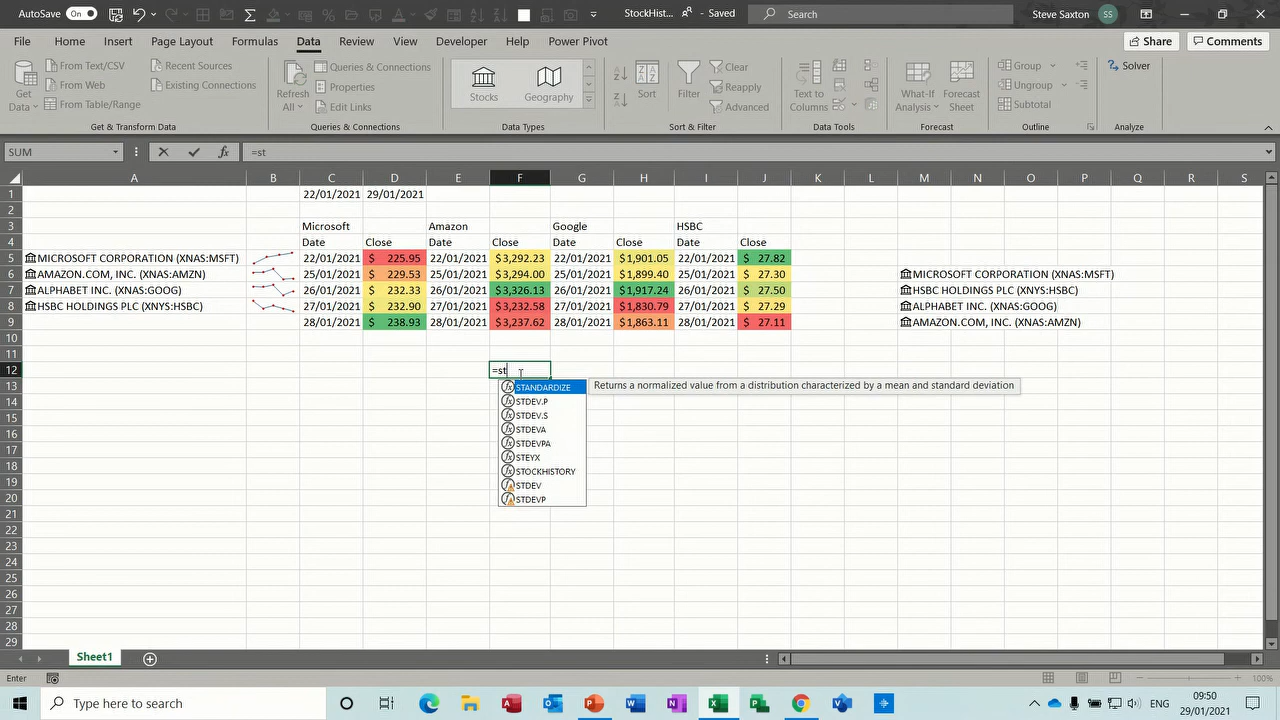 AutoSave On StockHist... - Saved Search Steve Saxton SS
File Home Insert Page Layout Formulas Data Review View Developer Help Power Pivot Share Comments
Get Data From Text/CSV From Web From Table/Range Recent Sources Existing Connections
Refresh All Queries & Connections Properties Edit Links
Stocks Geography
Sort Filter Clear Reapply Advanced
Text to Columns
What-If Analysis Forecast Sheet
Group Ungroup Subtotal
Solver
Get & Transform Data Queries & Connections Data Types Sort & Filter Data Tools Forecast Outline Analyze
SUM fx =st
A B C D E F G H I J K L M N O P Q R S
1 22/01/2021 29/01/2021
2
3 Microsoft Amazon Google HSBC
4 Date Close Date Close Date Close Date Close
5 MICROSOFT CORPORATION (XNAS:MSFT) 22/01/2021 $ 225.95 22/01/2021 $3,292.23 22/01/2021 $1,901.05 22/01/2021 $ 27.82
6 AMAZON.COM, INC. (XNAS:AMZN) 25/01/2021 $ 229.53 25/01/2021 $3,294.00 25/01/2021 $1,899.40 25/01/2021 $ 27.30 MICROSOFT CORPORATION (XNAS:MSFT)
7 ALPHABET INC. (XNAS:GOOG) 26/01/2021 $ 232.33 26/01/2021 $3,326.13 26/01/2021 $1,917.24 26/01/2021 $ 27.50 HSBC HOLDINGS PLC (XNYS:HSBC)
8 HSBC HOLDINGS PLC (XNYS:HSBC) 27/01/2021 $ 232.90 27/01/2021 $3,232.58 27/01/2021 $1,830.79 27/01/2021 $ 27.29 ALPHABET INC. (XNAS:GOOG)
9 28/01/2021 $ 238.93 28/01/2021 $3,237.62 28/01/2021 $1,863.11 28/01/2021 $ 27.11 AMAZON.COM, INC. (XNAS:AMZN)
10
11
12 =st
13 STANDARDIZE Returns a normalized value from a distribution characterized by a mean and standard deviation
14 STDEV.P
15 STDEV.S
16 STDEVA
17 STDEVPA
STEYX
18 STOCKHISTORY
19 STDEV
20 STDEVP
21
22
23
24
25
26
27
28
29
Sheet1
Enter 100%
Type here to search ENG 09:50 29/01/2021